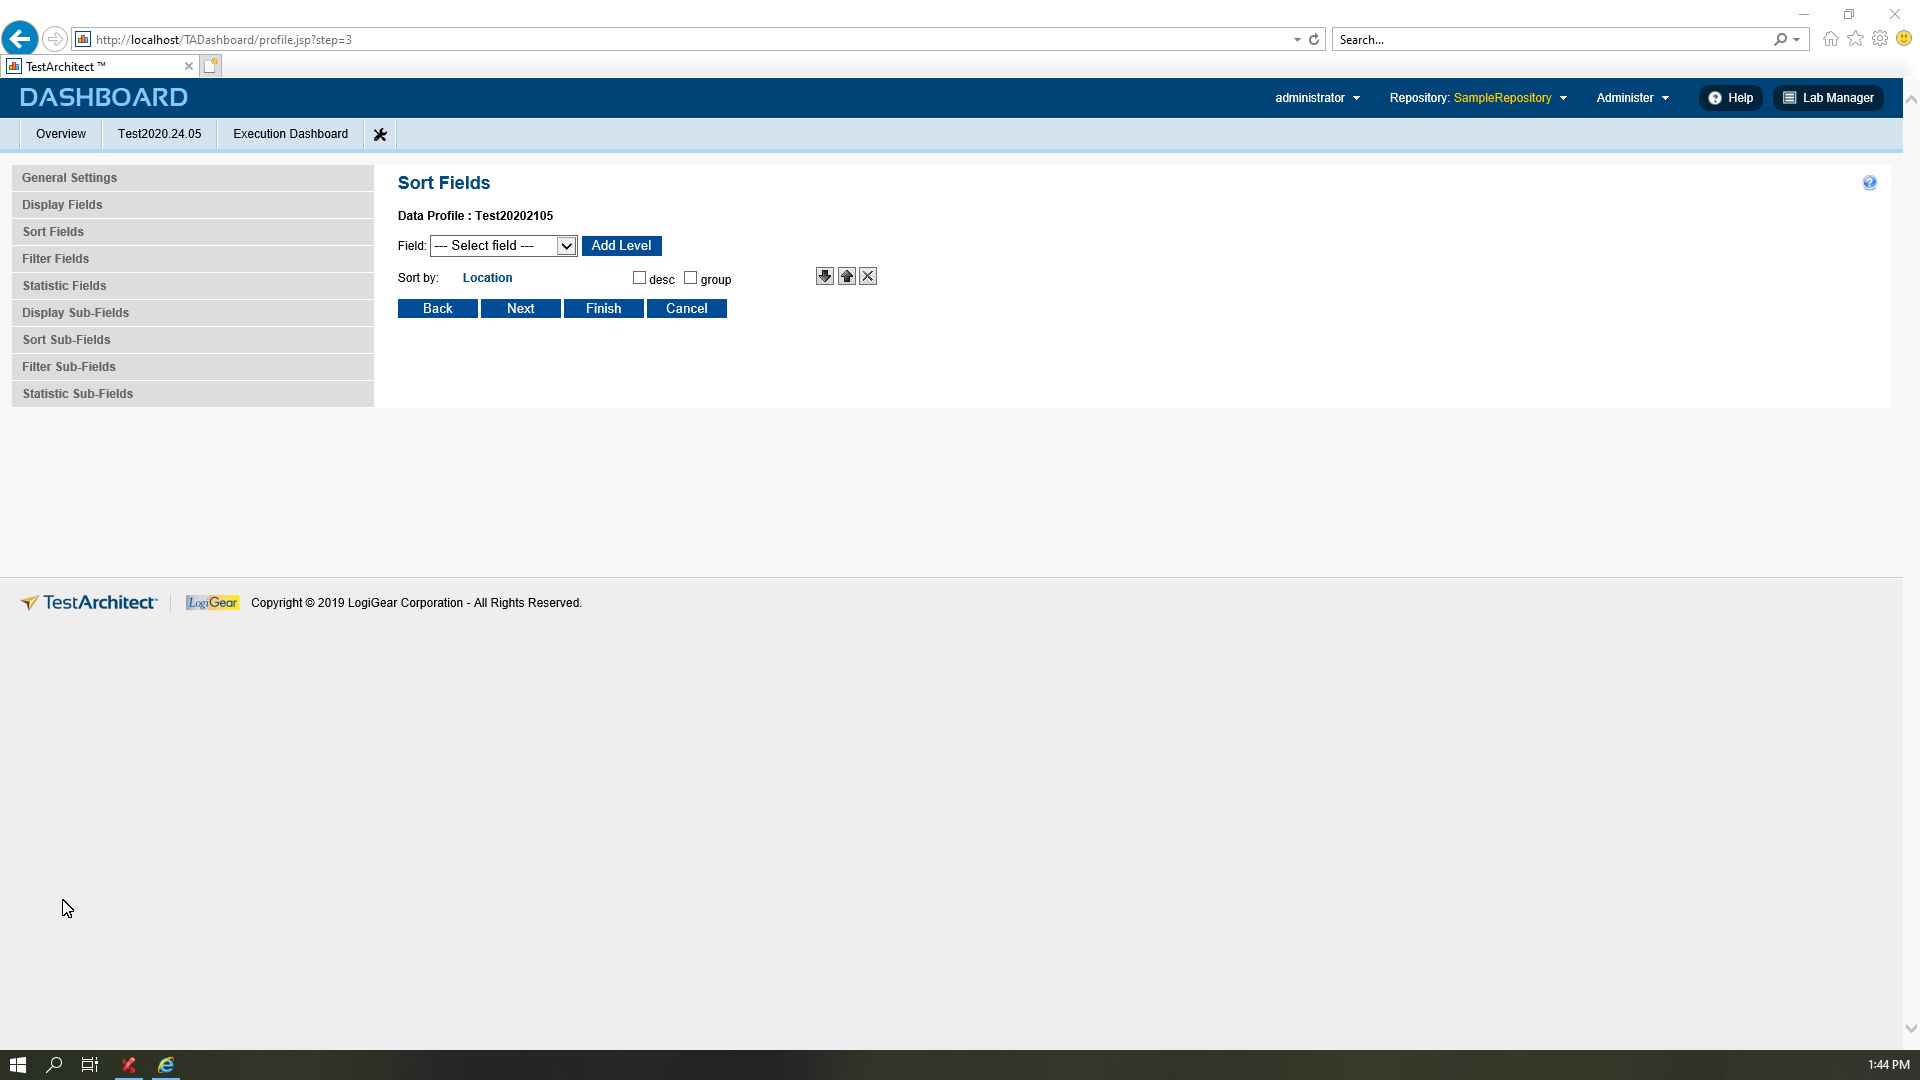 http://localhost/TADashboard/profile.jsp?step=3
Search...
TestArchitect ™
DASHBOARD
administrator
Repository: SampleRepository
Administer
Help
Lab Manager
Overview
Test2020.24.05
Execution Dashboard
General Settings
Display Fields
Sort Fields
Filter Fields
Statistic Fields
Display Sub-Fields
Sort Sub-Fields
Filter Sub-Fields
Statistic Sub-Fields
Sort Fields
Data Profile : Test20202105
Field: --- Select field --- Add Level
Sort by: Location desc group
Back Next Finish Cancel
TestArchitect™ LogiGear Copyright © 2019 LogiGear Corporation - All Rights Reserved.
1:44 PM